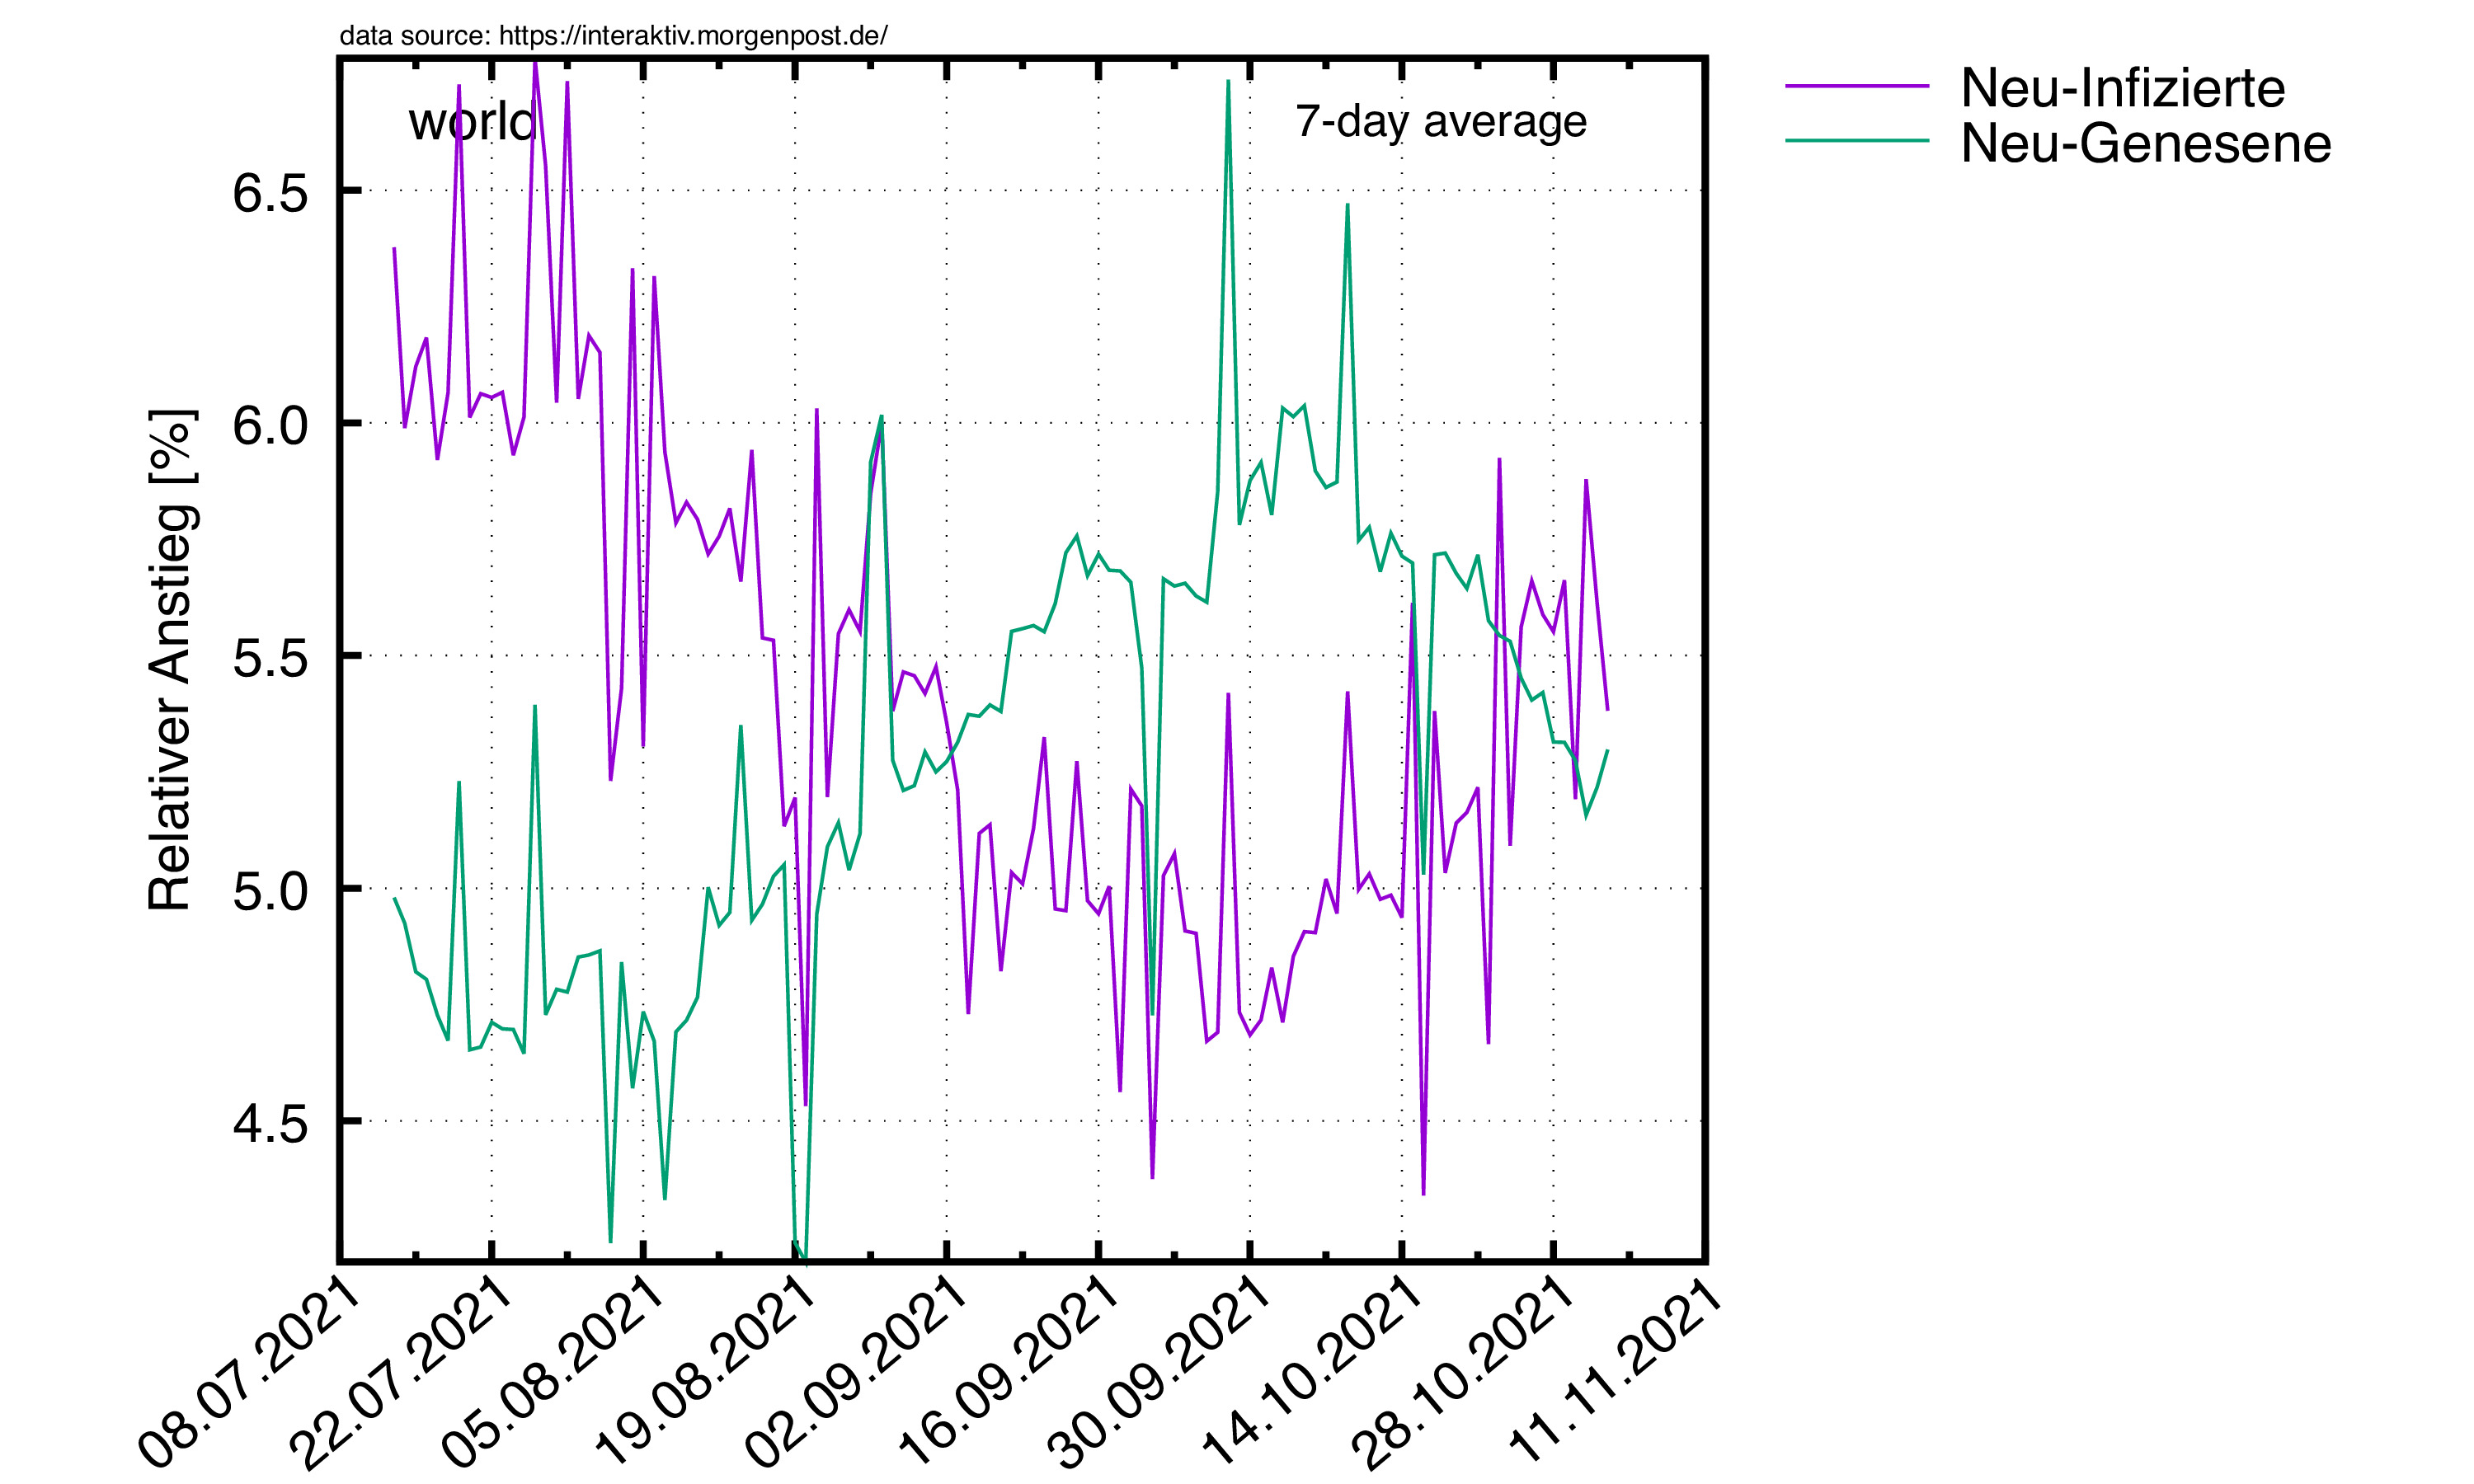 data source: https://interaktiv.morgenpost.de/
world
7-day average
Neu-Infizierte
Neu-Genesene
Relativer Anstieg [%]
6.5
6.0
5.5
5.0
4.5
08.07.2021
22.07.2021
05.08.2021
19.08.2021
02.09.2021
16.09.2021
30.09.2021
14.10.2021
28.10.2021
11.11.2021